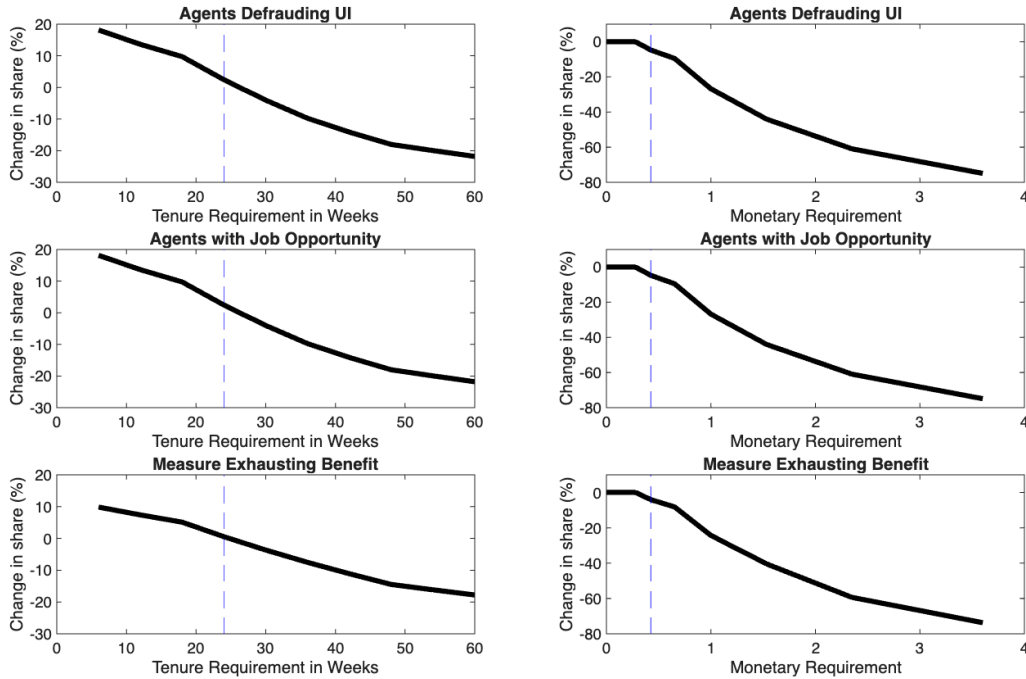 Agents Defrauding UI
Change in share (%)
20
10
0
-10
-20
-30
0 10 20 30 40 50 60
Tenure Requirement in Weeks
Agents Defrauding UI
Change in share (%)
0
-20
-40
-60
-80
0 1 2 3 4
Monetary Requirement
Agents with Job Opportunity
Change in share (%)
20
10
0
-10
-20
-30
0 10 20 30 40 50 60
Tenure Requirement in Weeks
Agents with Job Opportunity
Change in share (%)
0
-20
-40
-60
-80
0 1 2 3 4
Monetary Requirement
Measure Exhausting Benefit
Change in share (%)
20
10
0
-10
-20
-30
0 10 20 30 40 50 60
Tenure Requirement in Weeks
Measure Exhausting Benefit
Change in share (%)
0
-20
-40
-60
-80
0 1 2 3 4
Monetary Requirement